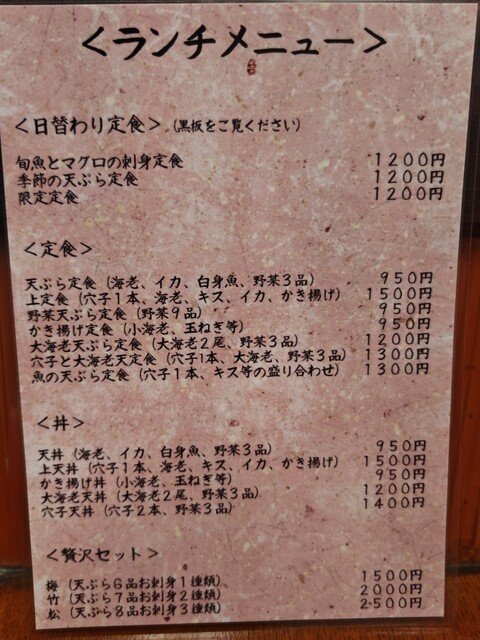 ＜ランチメニュー＞
＜日替わり定食＞（黒板をご覧ください）
旬魚とマグロの刺身定食 1200円
季節の天ぷら定食 1200円
限定定食 1200円
＜定食＞
天ぷら定食（海老、イカ、白身魚、野菜３品） 950円
上定食（穴子１本、海老、キス、イカ、かき揚げ） 1500円
野菜天ぷら定食（野菜９品） 950円
かき揚げ定食（小海老、玉ねぎ等） 950円
大海老天ぷら定食（大海老２尾、野菜３品） 1200円
穴子と大海老天定食（穴子1本、大海老、野菜３品） 1300円
魚の天ぷら定食（穴子１本、キス等の盛り合わせ） 1300円
＜丼＞
天丼（海老、イカ、白身魚、野菜３品） 950円
上天丼（穴子１本、海老、キス、イカ、かき揚げ） 1500円
かき揚げ丼（小海老、玉ねぎ等） 950円
大海老天丼（大海老２尾、野菜３品） 1200円
穴子天丼（穴子２本、野菜３品） 1400円
＜贅沢セット＞
梅（天ぷら６品お刺身１種類） 1500円
竹（天ぷら７品お刺身２種類） 2000円
松（天ぷら８品お刺身３種類） 2500円